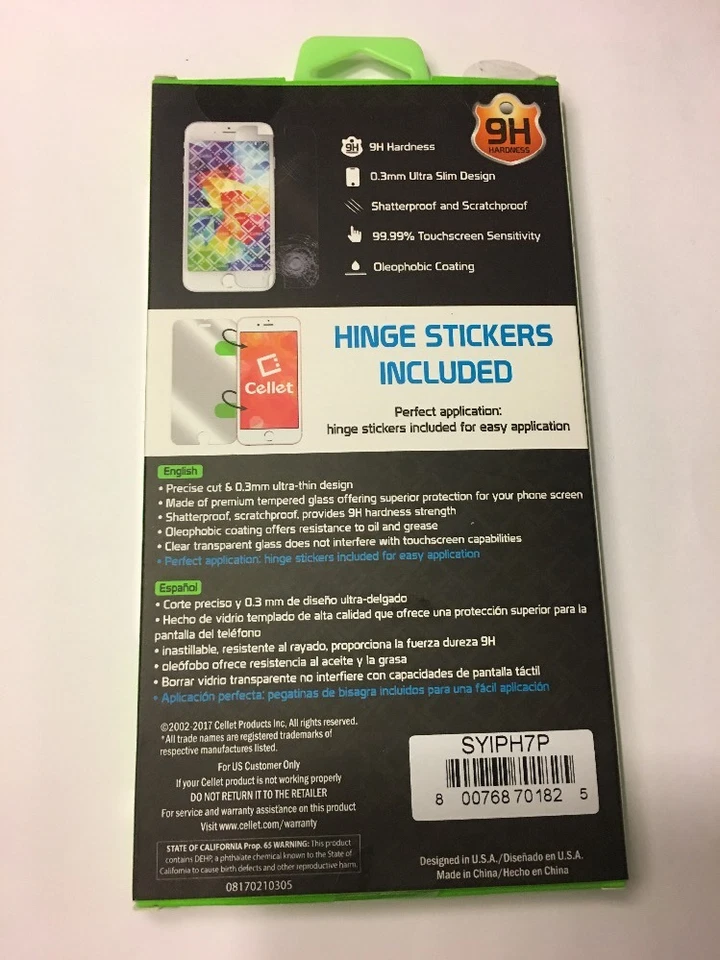 9H
HARDNESS
9H 9H Hardness
0.3mm Ultra Slim Design
Shatterproof and Scratchproof
99.99% Touchscreen Sensitivity
Oleophobic Coating
Cellet
HINGE STICKERS
INCLUDED
Perfect application:
hinge stickers included for easy application
English
• Precise cut & 0.3mm ultra-thin design
• Made of premium tempered glass offering superior protection for your phone screen
• Shatterproof, scratchproof, provides 9H hardness strength
• Oleophobic coating offers resistance to oil and grease
• Clear transparent glass does not interfere with touchscreen capabilities
• Perfect application: hinge stickers included for easy application
Español
• Corte preciso y 0.3 mm de diseño ultra-delgado
• Hecho de vidrio templado de alta calidad que ofrece una protección superior para la
pantalla del teléfono
• inastillable, resistente al rayado, proporciona la fuerza dureza 9H
• oleófobo ofrece resistencia al aceite y la grasa
• Borrar vidrio transparente no interfiere con capacidades de pantalla táctil
• Aplicación perfecta: pegatinas de bisagra incluidos para una fácil aplicación
©2002-2017 Cellet Products Inc, All rights reserved.
*All trade names are registered trademarks of
respective manufactures listed.
For US Customer Only
If your Cellet product is not working properly
DO NOT RETURN IT TO THE RETAILER
For service and warranty assistance on this product
Visit www.cellet.com/warranty
STATE OF CALIFORNIA Prop. 65 WARNING: This product
contains DEHP, a phthalate chemical known to the State of
California to cause birth defects and other reproductive harm.
08170210305
SYIPH7P
8 00768 70182 5
Designed in U.S.A./Diseñado en U.S.A.
Made in China/Hecho en China